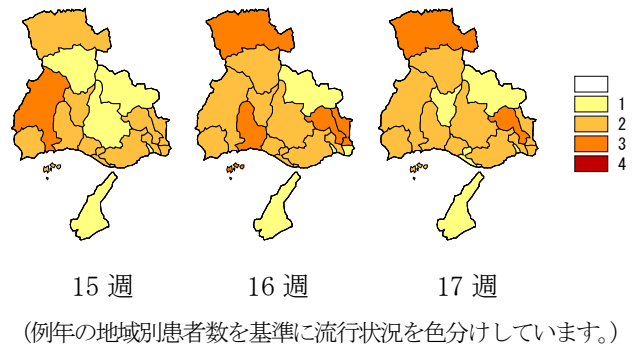 1
2
3
4
15 週
16 週
17 週
(例年の地域別患者数を基準に流行状況を色分けしています。)